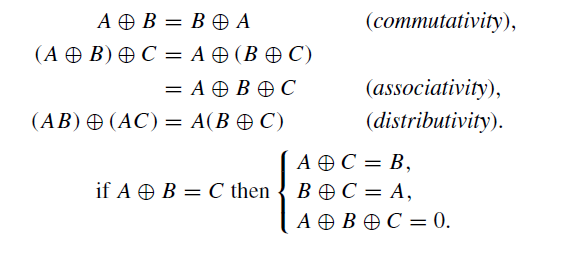 A ⊕ B = B ⊕ A (commutativity),
(A ⊕ B) ⊕ C = A ⊕ (B ⊕ C)
= A ⊕ B ⊕ C (associativity),
(AB) ⊕ (AC) = A(B ⊕ C) (distributivity).
A ⊕ C = B,
if A ⊕ B = C then { B ⊕ C = A,
A ⊕ B ⊕ C = 0.